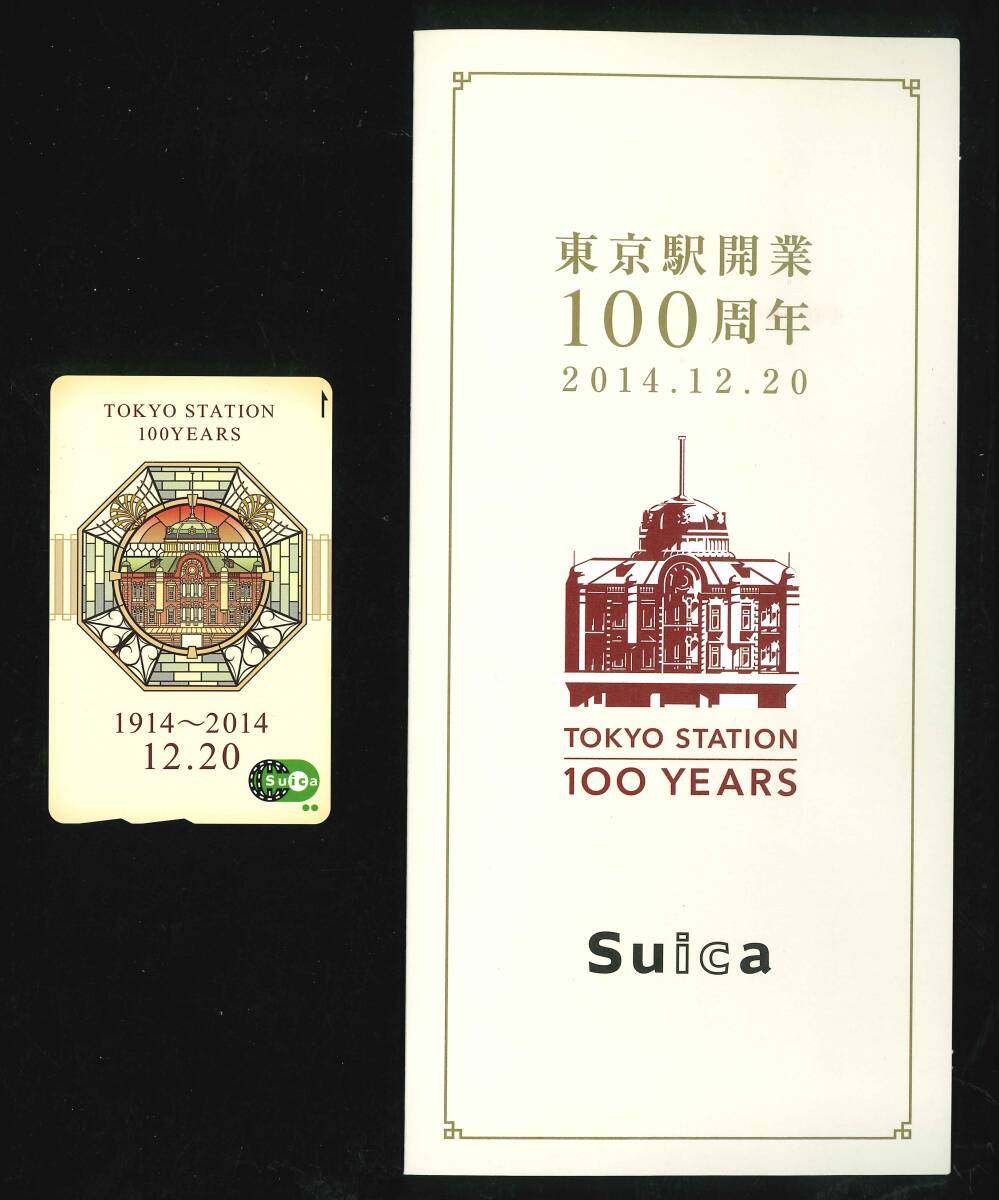 TOKYO STATION
100YEARS
1914～2014
12.20
Suica
東京駅開業
100周年
2014.12.20
TOKYO STATION
100 YEARS
Suica